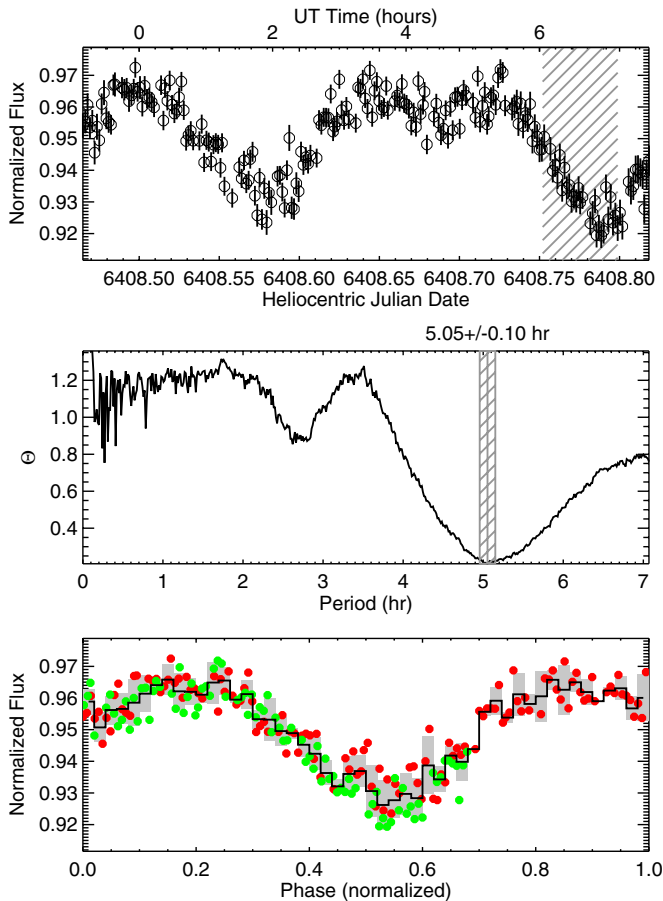 UT Time (hours)
0 2 4 6
Normalized Flux
0.97
0.96
0.95
0.94
0.93
0.92
6408.50 6408.55 6408.60 6408.65 6408.70 6408.75 6408.80
Heliocentric Julian Date
5.05+/-0.10 hr
Θ
1.2
1.0
0.8
0.6
0.4
0 1 2 3 4 5 6 7
Period (hr)
Normalized Flux
0.97
0.96
0.95
0.94
0.93
0.92
0.0 0.2 0.4 0.6 0.8 1.0
Phase (normalized)